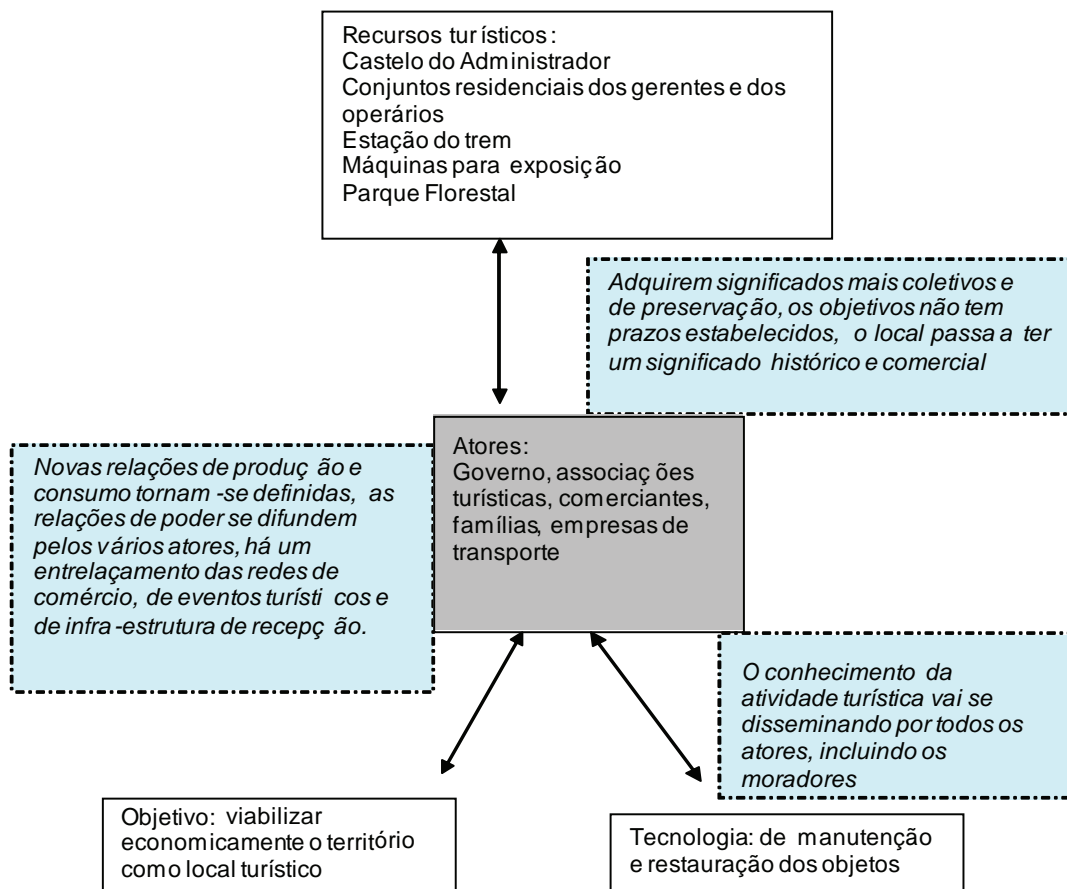 Recursos turísticos:
Castelo do Administrador
Conjuntos residenciais dos gerentes e dos
operários
Estação do trem
Máquinas para exposição
Parque Florestal
Adquirem significados mais coletivos e
de preservação, os objetivos não tem
prazos estabelecidos, o local passa a ter
um significado histórico e comercial
Atores:
Governo, associações
turísticas, comerciantes,
famílias, empresas de
transporte
Novas relações de produção e
consumo tornam-se definidas, as
relações de poder se difundem
pelos vários atores, há um
entrelaçamento das redes de
comércio, de eventos turísticos e
de infra-estrutura de recepção.
O conhecimento da
atividade turística vai se
disseminando por todos os
atores, incluindo os
moradores
Objetivo: viabilizar
economicamente o território
como local turístico
Tecnologia: de manutenção
e restauração dos objetos